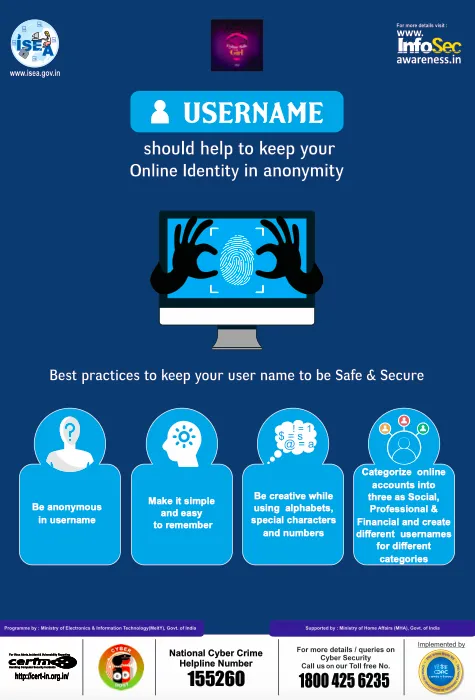 ISEA
www.isea.gov.in
Girl
For more details visit :
www.
InfoSec
awareness.in
USERNAME
should help to keep your
Online Identity in anonymity
Best practices to keep your user name to be Safe & Secure
?
Be anonymous
in username
Make it simple
and easy
to remember
! = 1
$ = s
@ = a
Be creative while
using alphabets,
special characters
and numbers
Categorize online
accounts into
three as Social,
Professional &
Financial and create
different usernames
for different
categories
Programme by : Ministry of Electronics & Information Technology(MeitY), Govt. of India
Supported by : Ministry of Home Affairs (MHA), Govt. of India
http://cert-in.org.in/
CYBER
National Cyber Crime
Helpline Number
155260
For more details / queries on
Cyber Security
Call us on our Toll free No.
1800 425 6235
Implemented by